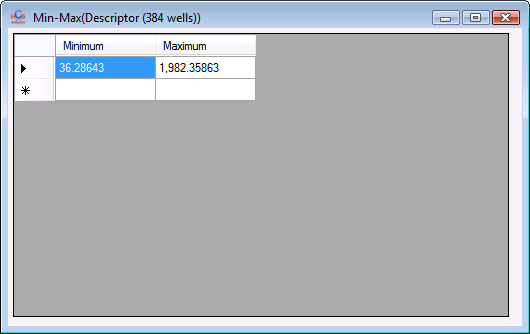 Min-Max(Descriptor (384 wells))
Minimum Maximum
36.28643 1,982.35863